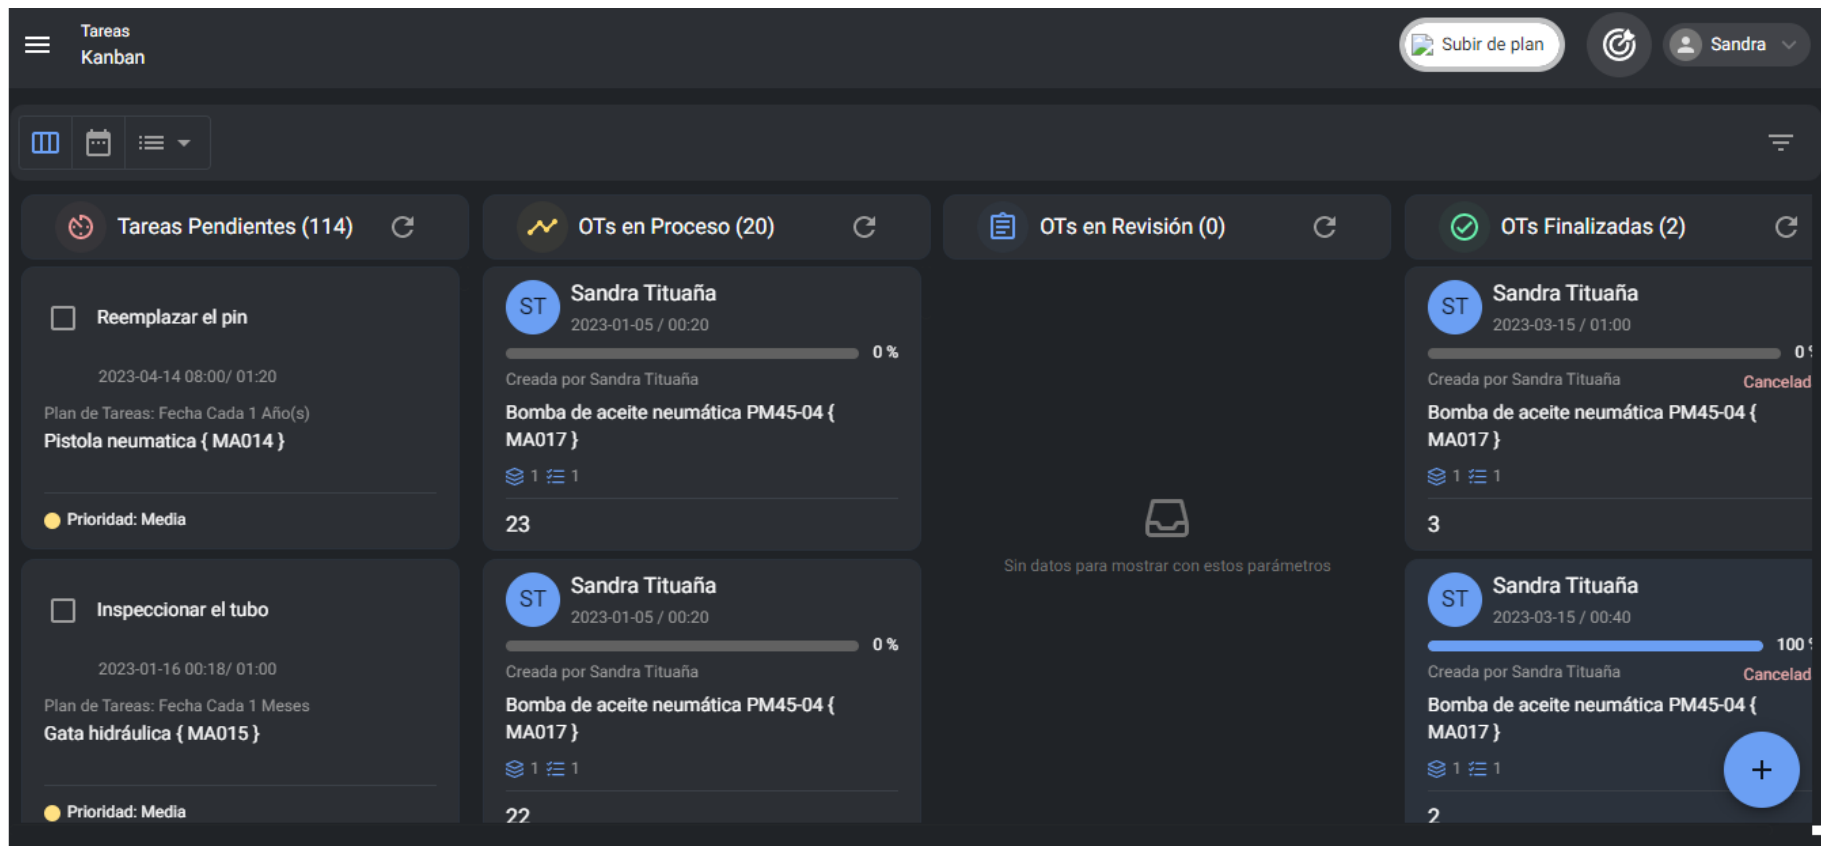 Tareas
Kanban
Subir de plan
Sandra
Tareas Pendientes (114)
OTs en Proceso (20)
OTs en Revisión (0)
OTs Finalizadas (2)
Reemplazar el pin
2023-04-14 08:00/ 01:20
Plan de Tareas: Fecha Cada 1 Año(s)
Pistola neumatica { MA014 }
Prioridad: Media
Inspeccionar el tubo
2023-01-16 00:18/ 01:00
Plan de Tareas: Fecha Cada 1 Meses
Gata hidráulica { MA015 }
Prioridad: Media
ST
Sandra Tituaña
2023-01-05 / 00:20
0 %
Creada por Sandra Tituaña
Bomba de aceite neumática PM45-04 {
MA017 }
1 1
23
ST
Sandra Tituaña
2023-01-05 / 00:20
0 %
Creada por Sandra Tituaña
Bomba de aceite neumática PM45-04 {
MA017 }
1 1
22
Sin datos para mostrar con estos parámetros
ST
Sandra Tituaña
2023-03-15 / 01:00
0 %
Creada por Sandra Tituaña
Cancelad
Bomba de aceite neumática PM45-04 {
MA017 }
1 1
3
ST
Sandra Tituaña
2023-03-15 / 00:40
100 %
Creada por Sandra Tituaña
Cancelad
Bomba de aceite neumática PM45-04 {
MA017 }
1 1
2